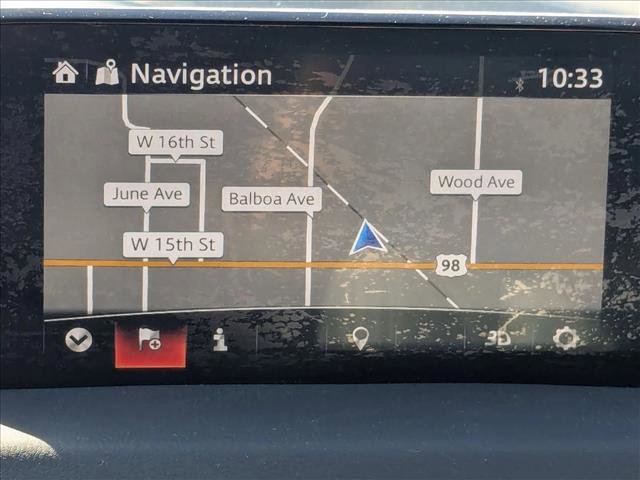 Navigation
10:33
W 16th St
June Ave
Balboa Ave
Wood Ave
W 15th St
98
3D